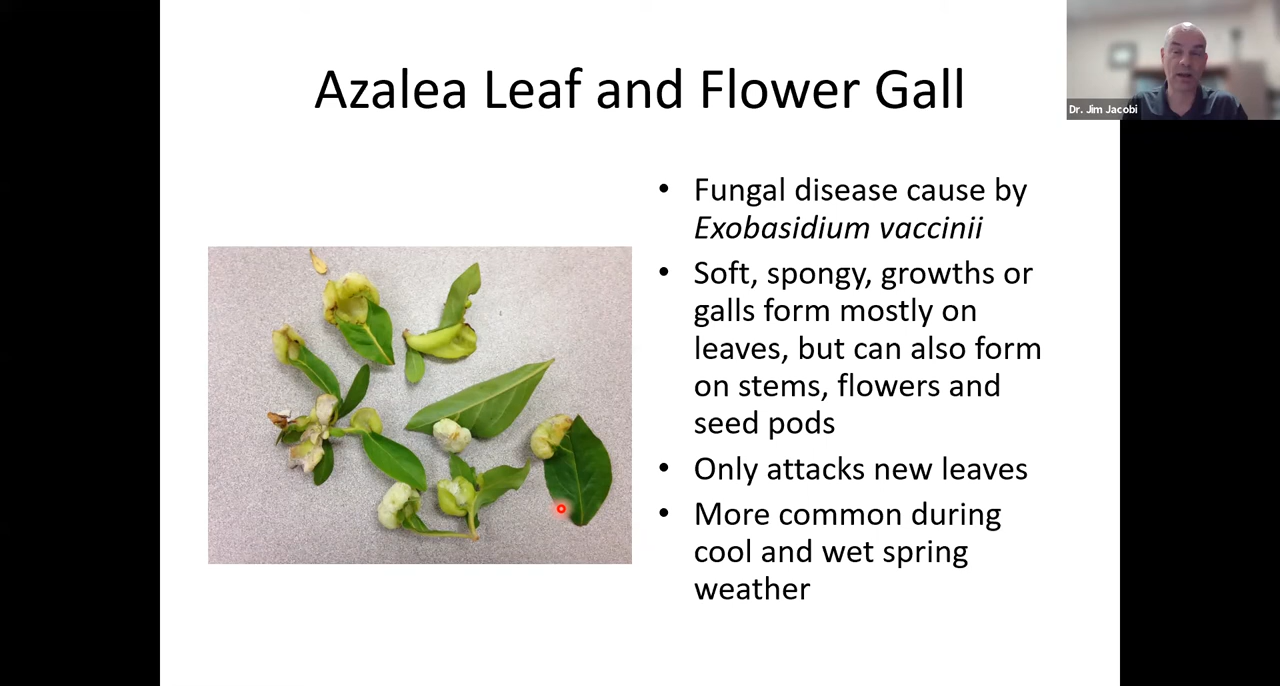 Azalea Leaf and Flower Gall
Dr. Jim Jacobi
• Fungal disease cause by
Exobasidium vaccinii
• Soft, spongy, growths or
galls form mostly on
leaves, but can also form
on stems, flowers and
seed pods
• Only attacks new leaves
• More common during
cool and wet spring
weather